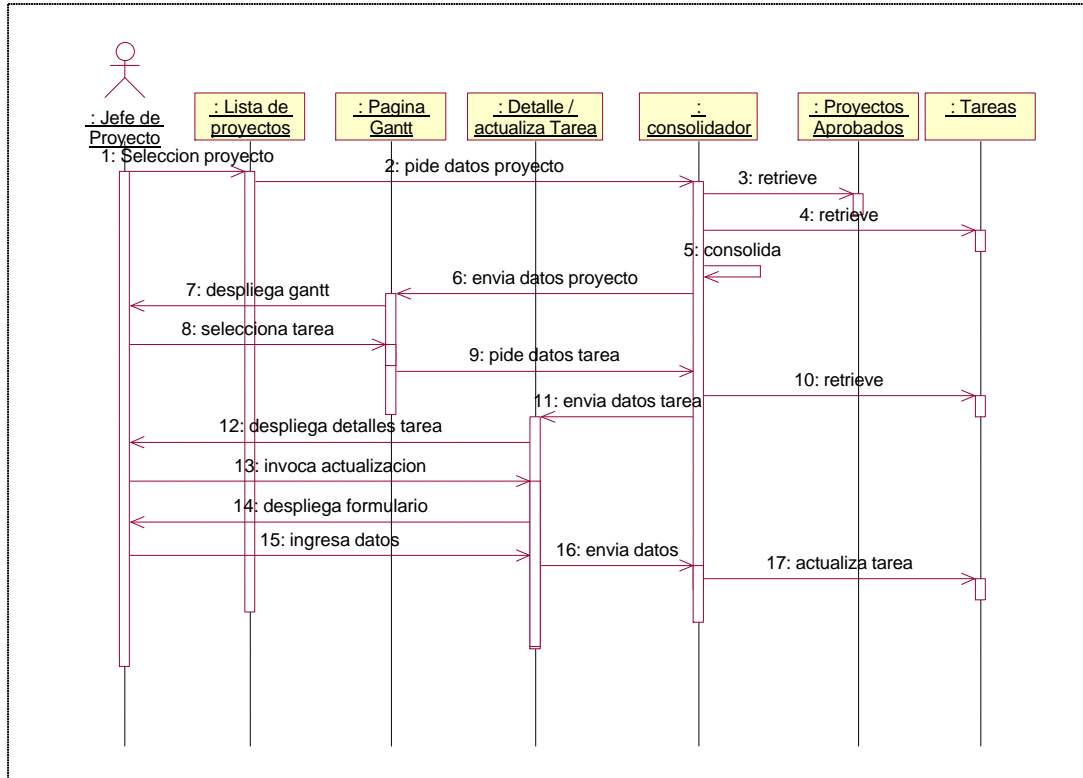 : Jefe de
Proyecto
: Lista de
proyectos
: Pagina
Gantt
: Detalle /
actualiza Tarea
:
consolidador
: Proyectos
Aprobados
: Tareas
1: Seleccion proyecto
2: pide datos proyecto
3: retrieve
4: retrieve
5: consolida
6: envia datos proyecto
7: despliega gantt
8: selecciona tarea
9: pide datos tarea
10: retrieve
11: envia datos tarea
12: despliega detalles tarea
13: invoca actualizacion
14: despliega formulario
15: ingresa datos
16: envia datos
17: actualiza tarea